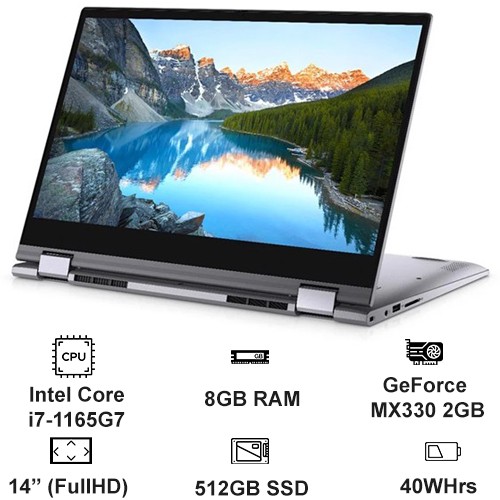 CPU
GB
Intel Core
i7-1165G7
8GB RAM
GeForce
MX330 2GB
14” (FullHD)
512GB SSD
40WHrs